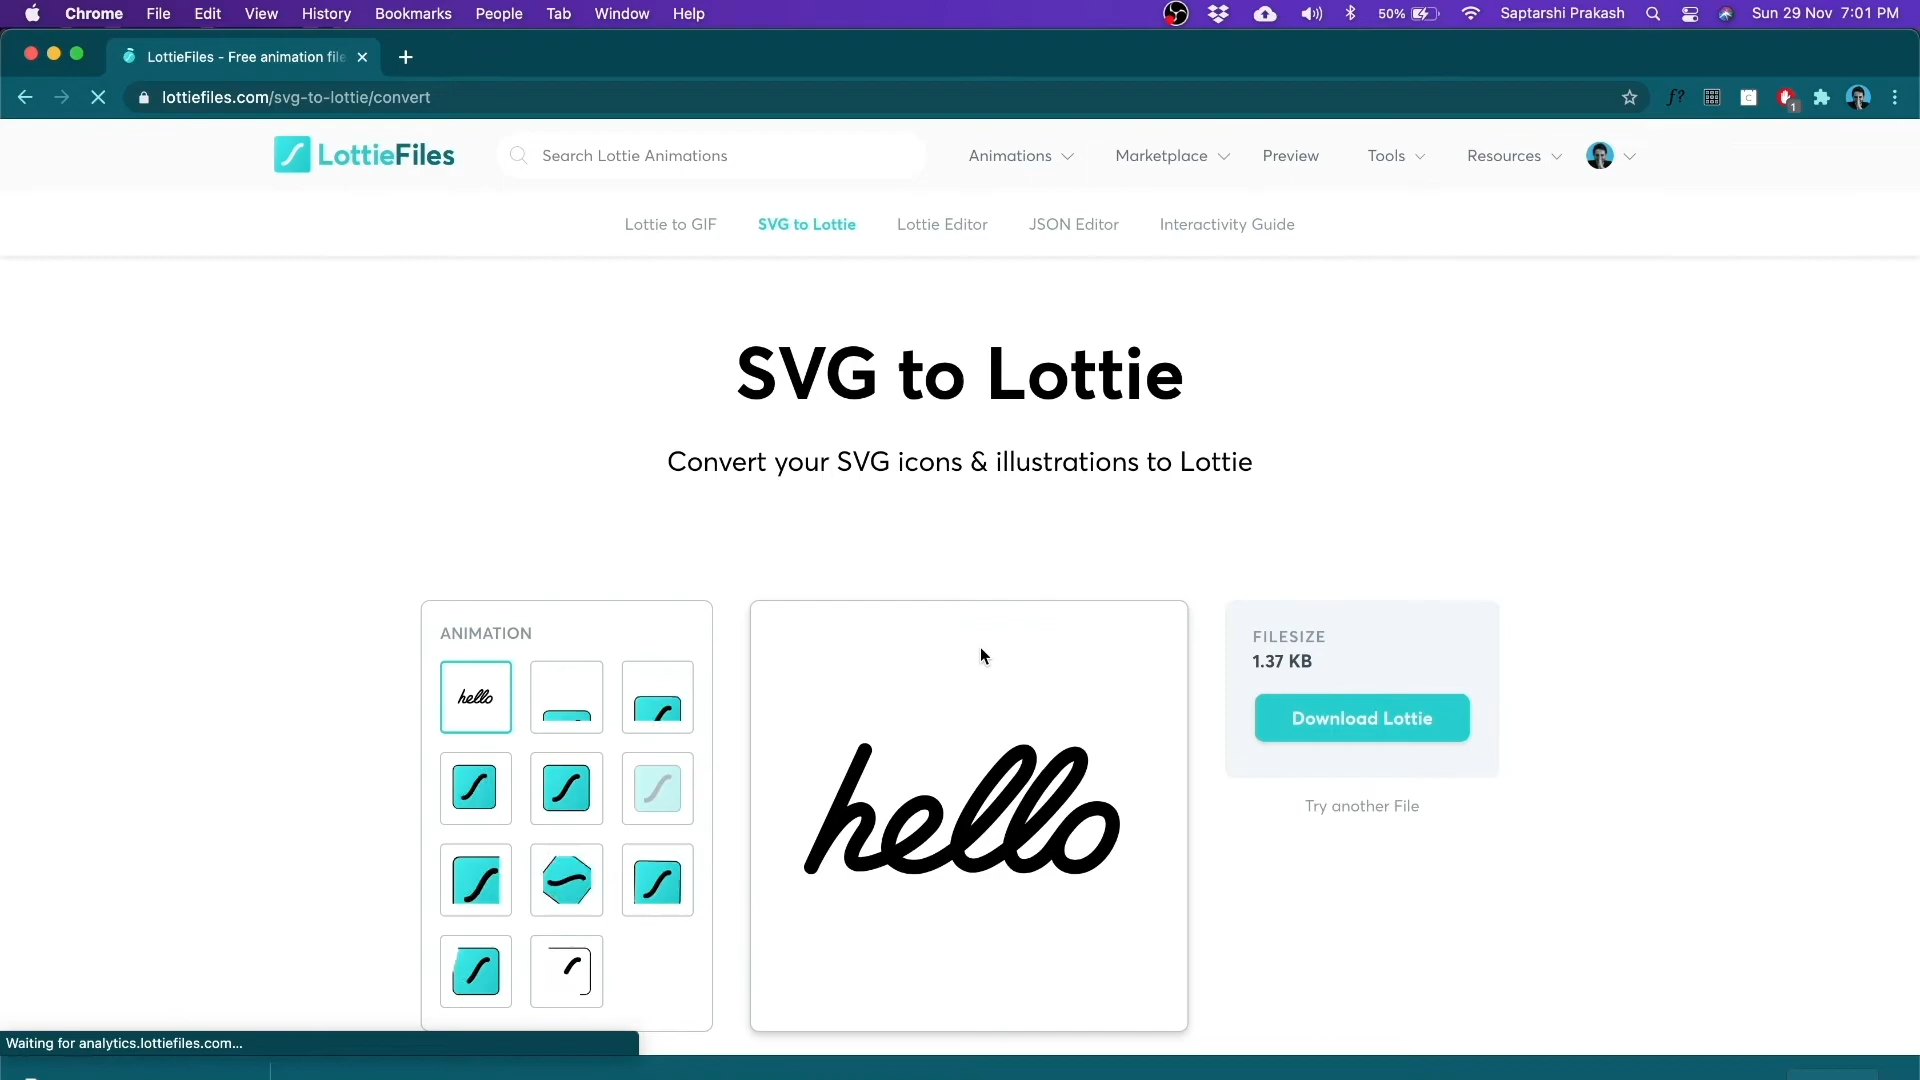 Chrome File Edit View History Bookmarks People Tab Window Help 50% Saptarshi Prakash Sun 29 Nov 7:01 PM
LottieFiles - Free animation file
lottiefiles.com/svg-to-lottie/convert f? C 1
LottieFiles Search Lottie Animations Animations Marketplace Preview Tools Resources
Lottie to GIF SVG to Lottie Lottie Editor JSON Editor Interactivity Guide
SVG to Lottie
Convert your SVG icons & illustrations to Lottie
ANIMATION
hello
hello
FILESIZE
1.37 KB
Download Lottie
Try another File
Waiting for analytics.lottiefiles.com...